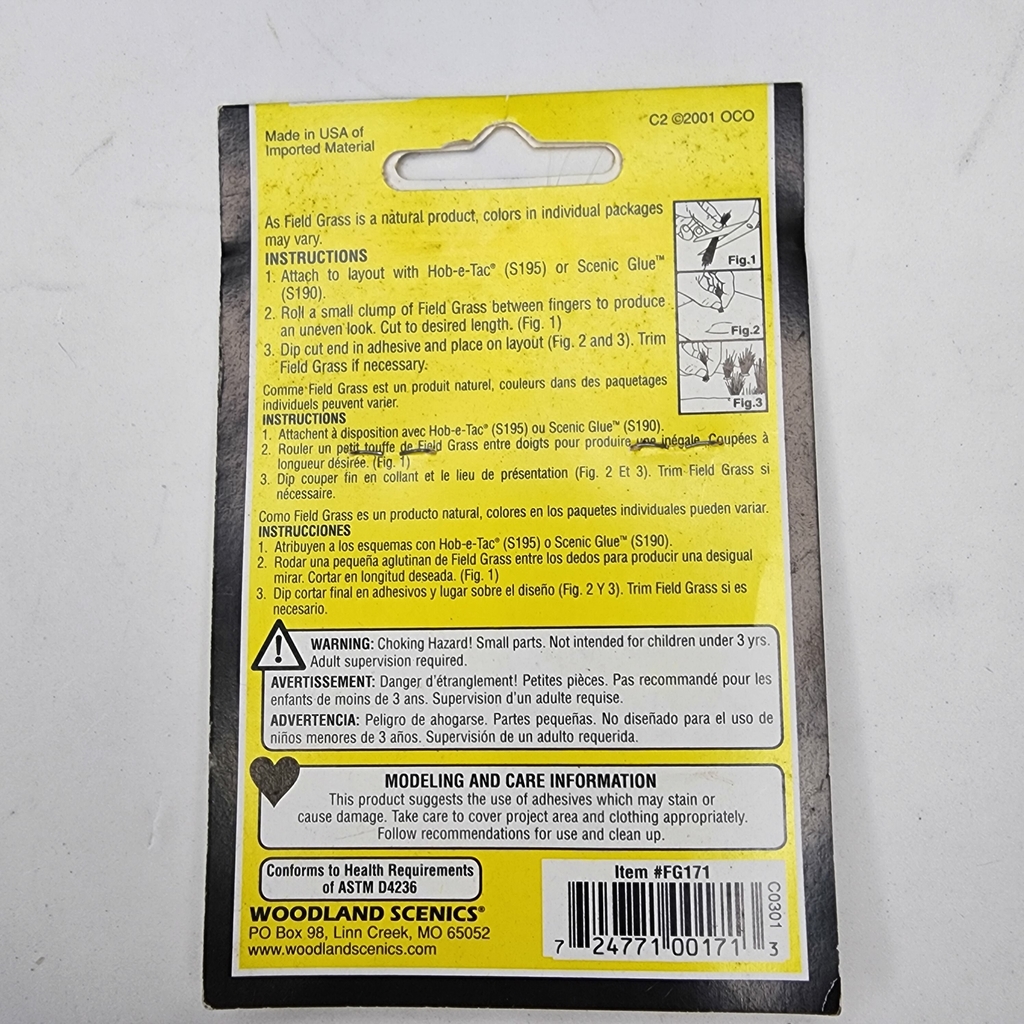 Made in USA of
Imported Material
C2 ©2001 OCO
As Field Grass is a natural product, colors in individual packages
may vary.
INSTRUCTIONS
1. Attach to layout with Hob-e-Tac® (S195) or Scenic Glue™
(S190).
2. Roll a small clump of Field Grass between fingers to produce
an uneven look. Cut to desired length. (Fig. 1)
3. Dip cut end in adhesive and place on layout (Fig. 2 and 3). Trim
Field Grass if necessary.
Fig.1
Fig.2
Fig.3
Comme Field Grass est un produit naturel, couleurs dans des paquetages
individuels peuvent varier.
INSTRUCTIONS
1. Attachent à disposition avec Hob-e-Tac® (S195) ou Scenic Glue™ (S190).
2. Rouler un petit touffe de Field Grass entre doigts pour produire une inégale. Coupées à
longueur désirée. (Fig. 1)
3. Dip couper fin en collant et le lieu de présentation (Fig. 2 Et 3). Trim Field Grass si
nécessaire.
Como Field Grass es un producto natural, colores en los paquetes individuales pueden variar.
INSTRUCCIONES
1. Atribuyen a los esquemas con Hob-e-Tac® (S195) o Scenic Glue™ (S190).
2. Rodar una pequeña aglutinan de Field Grass entre los dedos para producir una desigual
mirar. Cortar en longitud deseada. (Fig. 1)
3. Dip cortar final en adhesivos y lugar sobre el diseño (Fig. 2 Y 3). Trim Field Grass si es
necesario.
WARNING: Choking Hazard! Small parts. Not intended for children under 3 yrs.
Adult supervision required.
AVERTISSEMENT: Danger d'étranglement! Petites pièces. Pas recommandé pour les
enfants de moins de 3 ans. Supervision d'un adulte requise.
ADVERTENCIA: Peligro de ahogarse. Partes pequeñas. No diseñado para el uso de
niños menores de 3 años. Supervisión de un adulto requerida.
MODELING AND CARE INFORMATION
This product suggests the use of adhesives which may stain or
cause damage. Take care to cover project area and clothing appropriately.
Follow recommendations for use and clean up.
Conforms to Health Requirements
of ASTM D4236
WOODLAND SCENICS®
PO Box 98, Linn Creek, MO 65052
www.woodlandscenics.com
Item #FG171
C0301
7 24771 00171 3